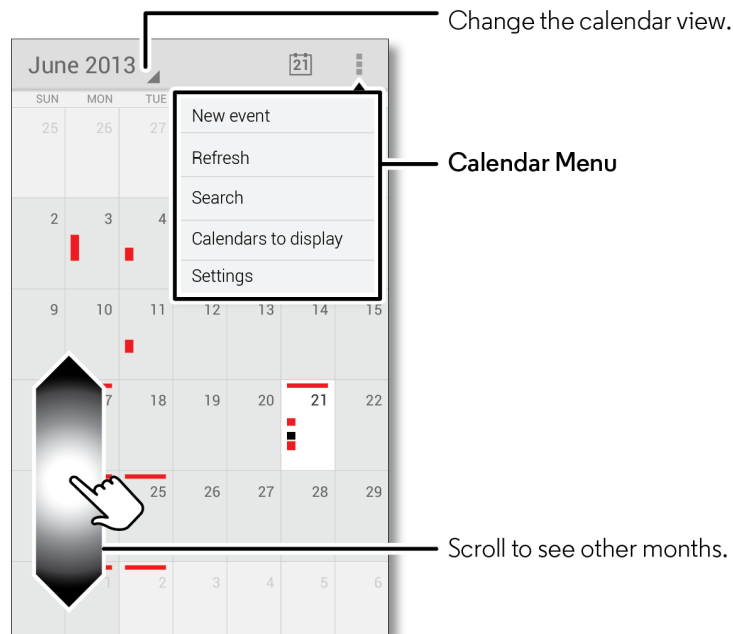 Change the calendar view.
June 2013
21
SUN MON TUE
25 26 27
New event
Refresh
Calendar Menu
Search
2 3 4
Calendars to display
Settings
9 10 11 12 13 14 15
7 18 19 20 21 22
25 26 27 28 29
Scroll to see other months.
1 2 3 4 5 6